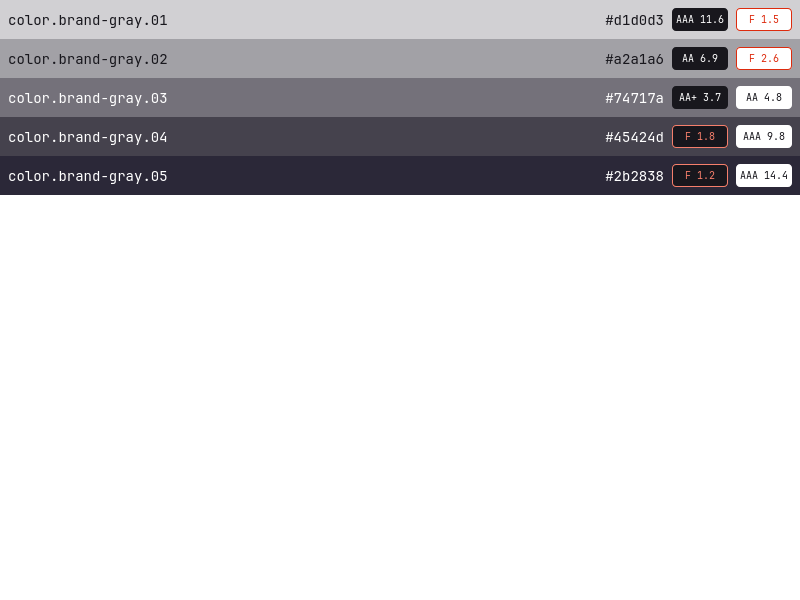 color.brand-gray.01 #d1d0d3 AAA 11.6 F 1.5
color.brand-gray.02 #a2a1a6 AA 6.9 F 2.6
color.brand-gray.03 #74717a AA+ 3.7 AA 4.8
color.brand-gray.04 #45424d F 1.8 AAA 9.8
color.brand-gray.05 #2b2838 F 1.2 AAA 14.4